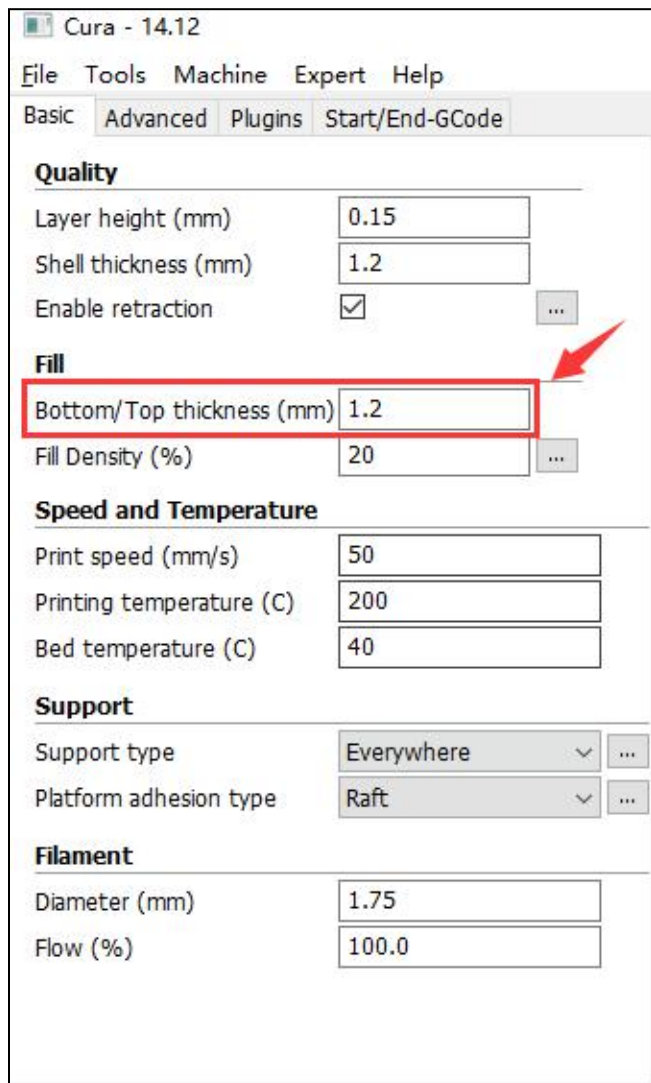 Cura - 14.12
File Tools Machine Expert Help
Basic Advanced Plugins Start/End-GCode
Quality
Layer height (mm) 0.15
Shell thickness (mm) 1.2
Enable retraction ...
Fill
Bottom/Top thickness (mm) 1.2
Fill Density (%) 20 ...
Speed and Temperature
Print speed (mm/s) 50
Printing temperature (C) 200
Bed temperature (C) 40
Support
Support type Everywhere ...
Platform adhesion type Raft ...
Filament
Diameter (mm) 1.75
Flow (%) 100.0